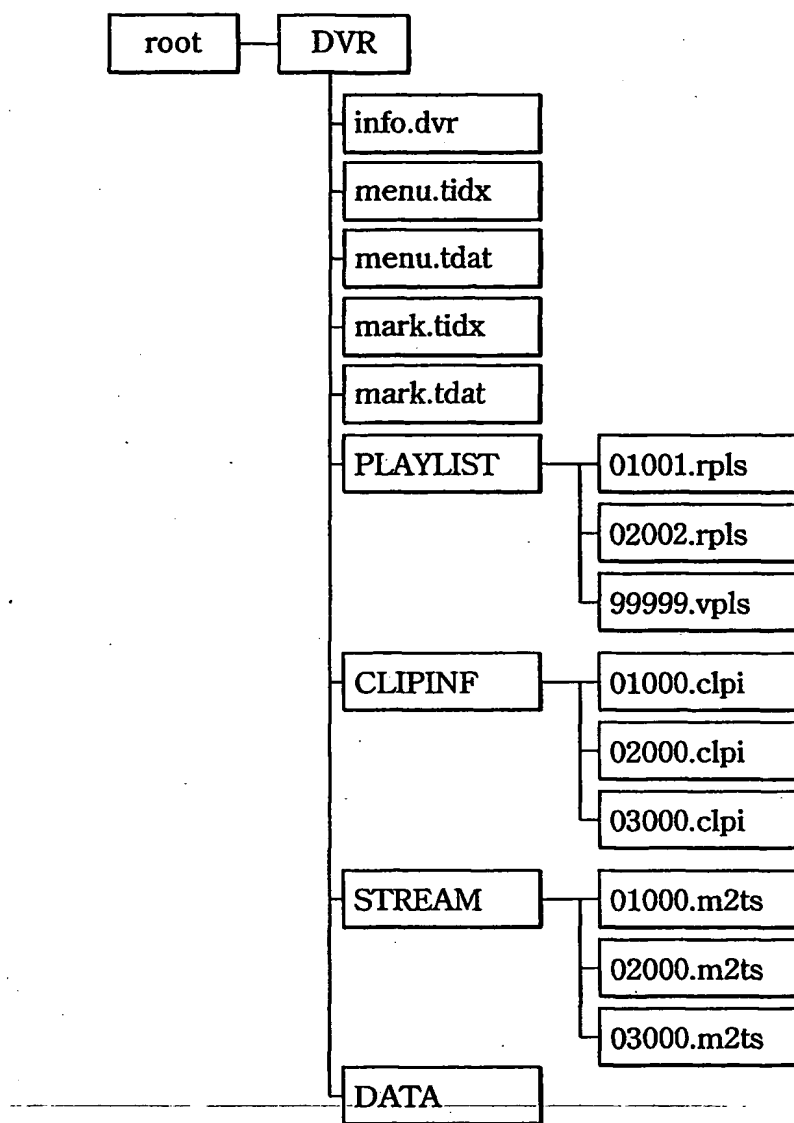 root DVR
info.dvr
menu.tidx
menu.tdat
mark.tidx
mark.tdat
PLAYLIST 01001.rpls
02002.rpls
99999.vpls
CLIPINF 01000.clpi
02000.clpi
03000.clpi
STREAM 01000.m2ts
02000.m2ts
03000.m2ts
DATA